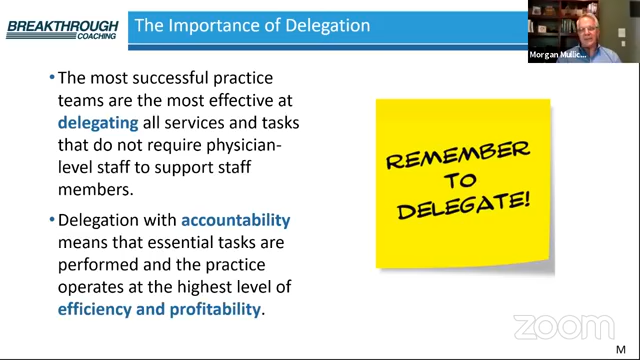 BREAKTHROUGH
COACHING
The Importance of Delegation
Morgan Mullic...
• The most successful practice
teams are the most effective at
delegating all services and tasks
that do not require physician-
level staff to support staff
members.
• Delegation with accountability
means that essential tasks are
performed and the practice
operates at the highest level of
efficiency and profitability.
REMEMBER
TO
DELEGATE!
zoom
M